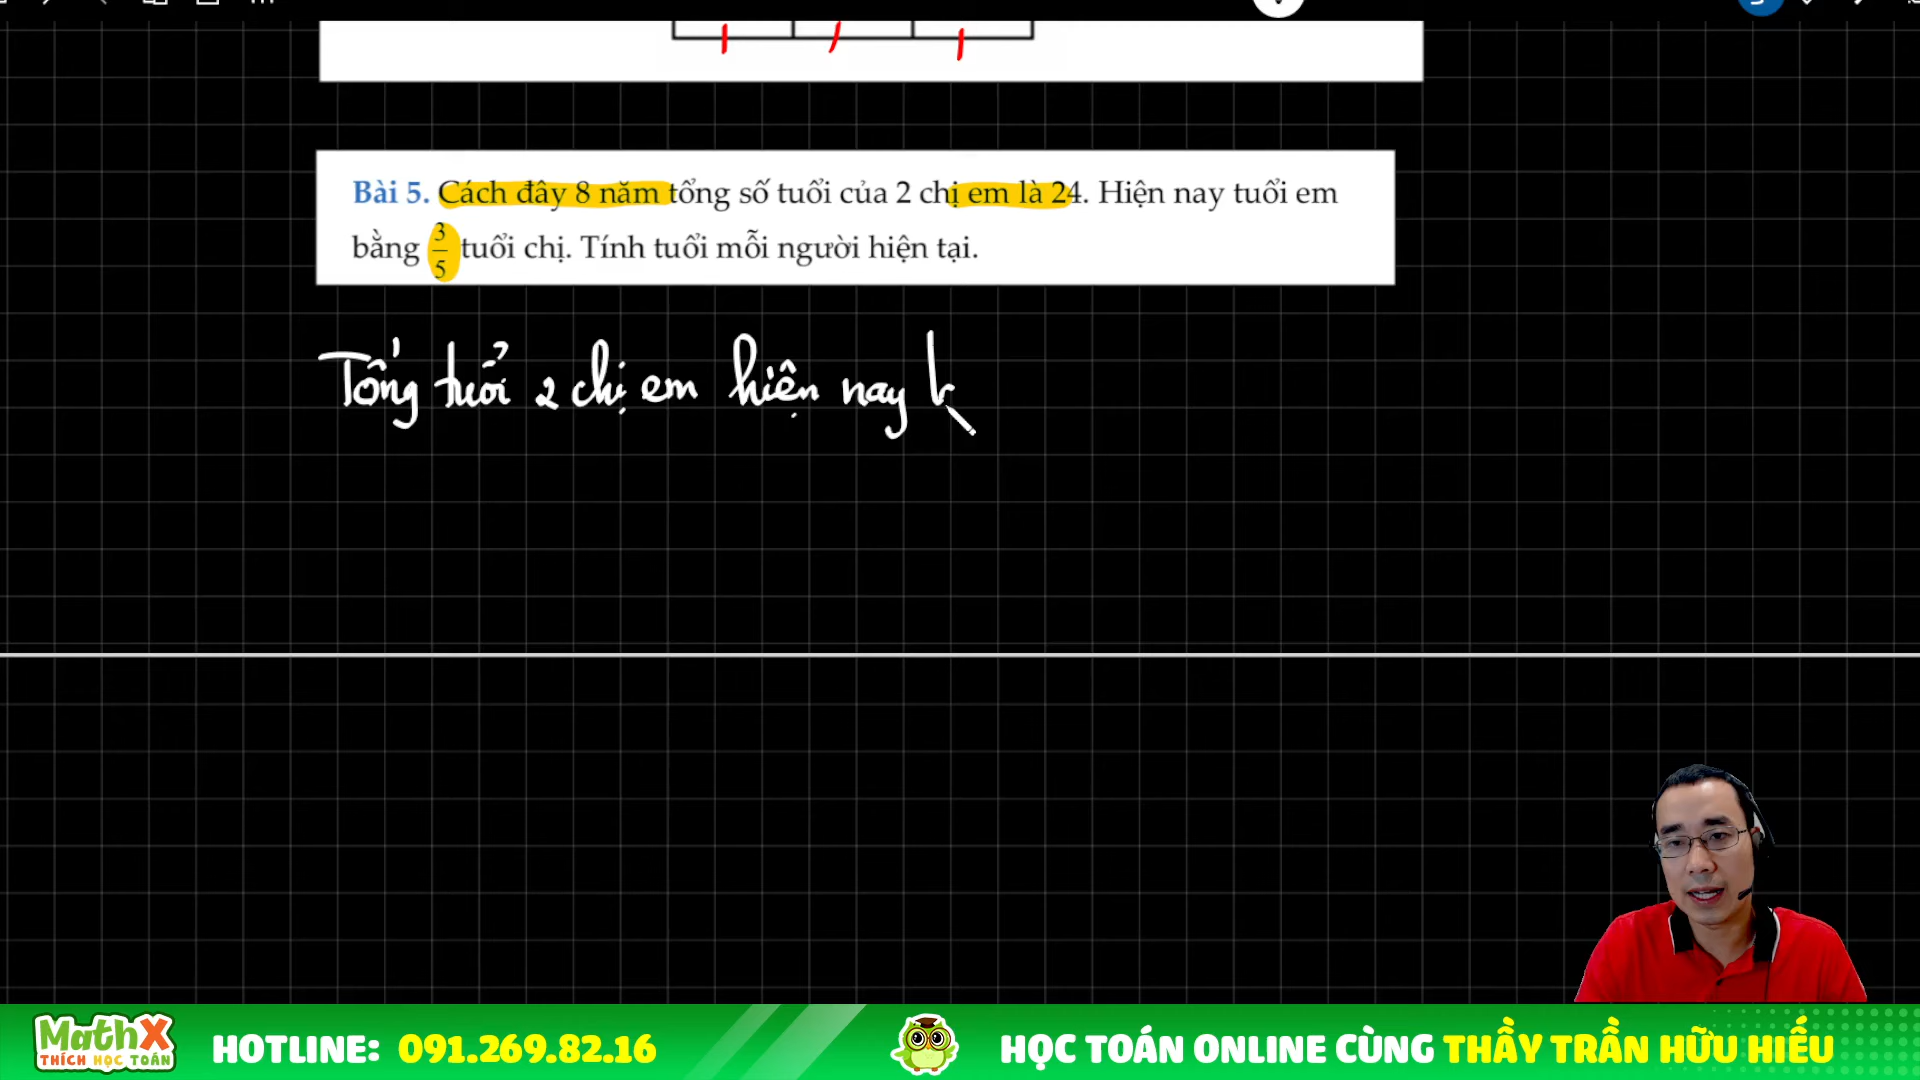 Bài 5. Cách đây 8 năm tổng số tuổi của 2 chị em là 24. Hiện nay tuổi em
bằng 3/5 tuổi chị. Tính tuổi mỗi người hiện tại.
Tổng tuổi 2 chị em hiện nay
MathX
THÍCH HỌC TOÁN
HOTLINE: 091.269.82.16
HỌC TOÁN ONLINE CÙNG THẦY TRẦN HỮU HIẾU